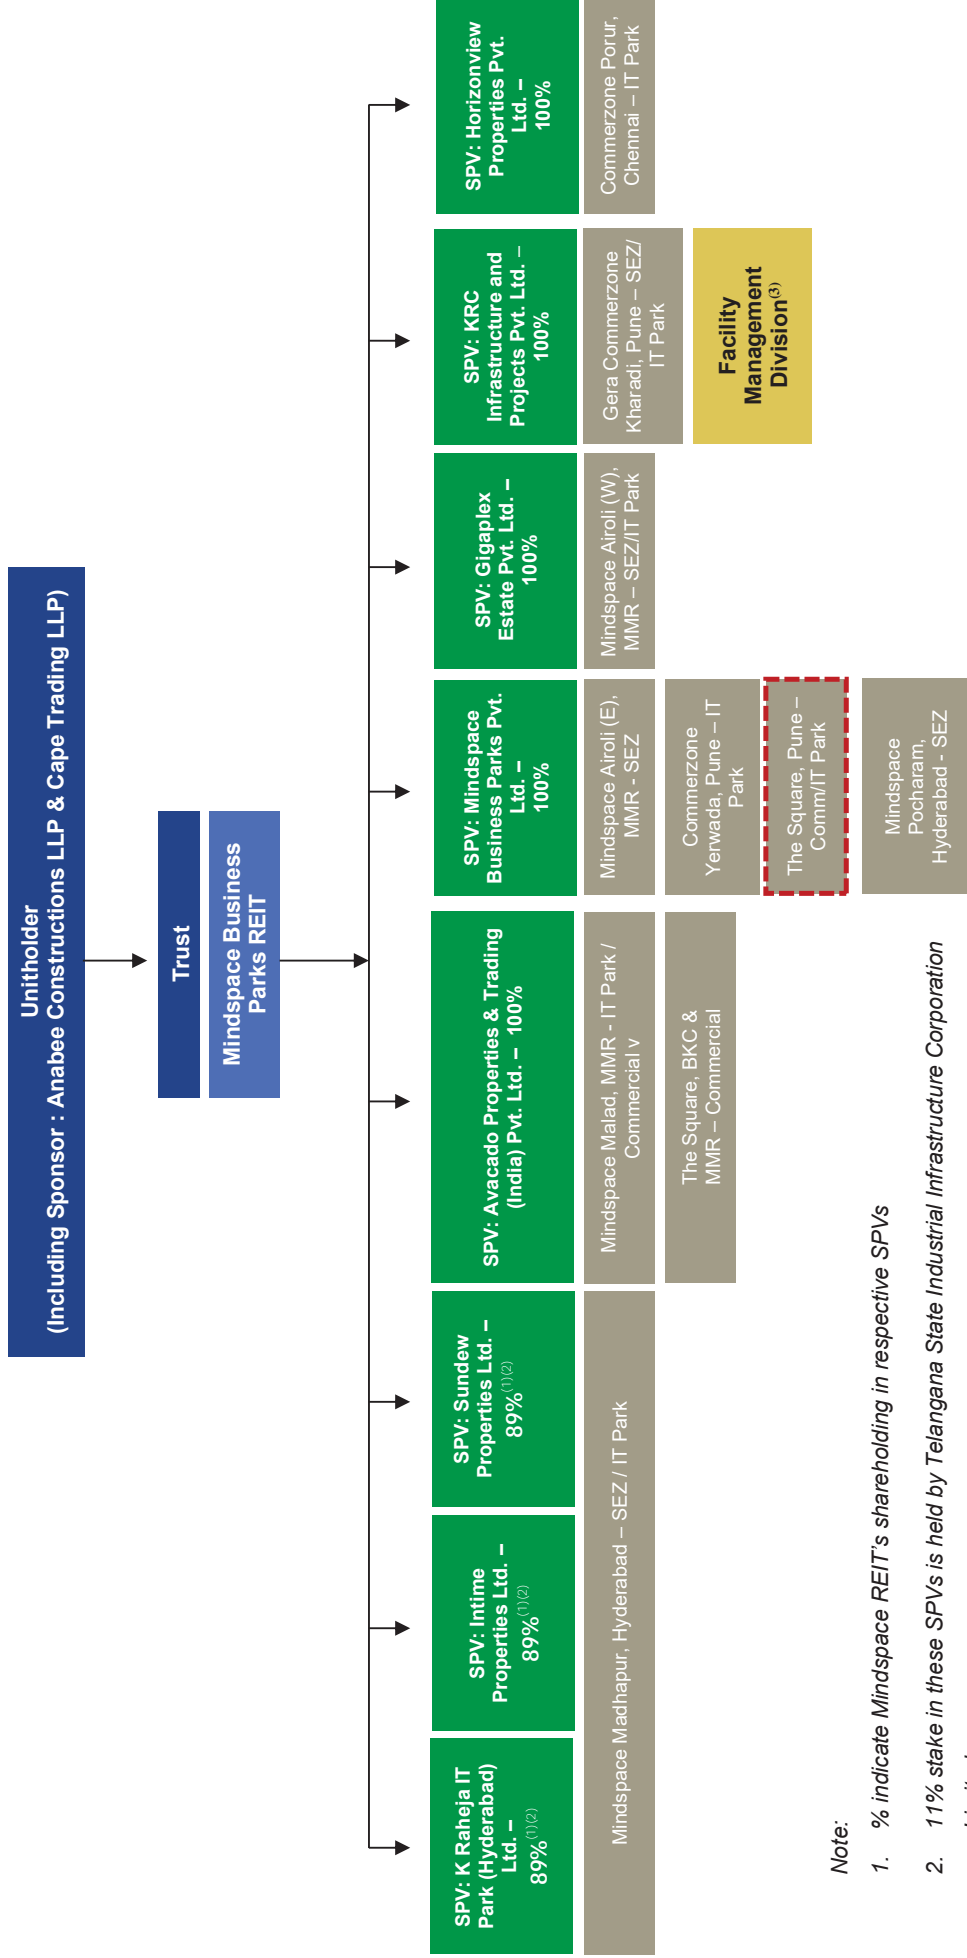 Unitholder
(Including Sponsor : Anabee Constructions LLP & Cape Trading LLP)
Trust
Mindspace Business
Parks REIT
SPV: K Raheja IT
Park (Hyderabad)
Ltd. –
89%(1)(2)
SPV: Intime
Properties Ltd. –
89%(1)(2)
SPV: Sundew
Properties Ltd. –
89%(1)(2)
SPV: Avacado Properties & Trading
(India) Pvt. Ltd. – 100%
SPV: Mindspace
Business Parks Pvt.
Ltd. –
100%
SPV: Gigaplex
Estate Pvt. Ltd. –
100%
SPV: KRC
Infrastructure and
Projects Pvt. Ltd. –
100%
SPV: Horizonview
Properties Pvt.
Ltd. –
100%
Mindspace Madhapur, Hyderabad – SEZ / IT Park
Mindspace Malad, MMR - IT Park /
Commercial v
The Square, BKC &
MMR – Commercial
Mindspace Airoli (E),
MMR - SEZ
Commerzone
Yerwada, Pune – IT
Park
The Square, Pune –
Comm/IT Park
Mindspace
Pocharam,
Hyderabad - SEZ
Mindspace Airoli (W),
MMR – SEZ/IT Park
Gera Commerzone
Kharadi, Pune – SEZ/
IT Park
Facility
Management
Division(3)
Commerzone Porur,
Chennai – IT Park
Note:
1. % indicate Mindspace REIT's shareholding in respective SPVs
2. 11% stake in these SPVs is held by Telangana State Industrial Infrastructure Corporation